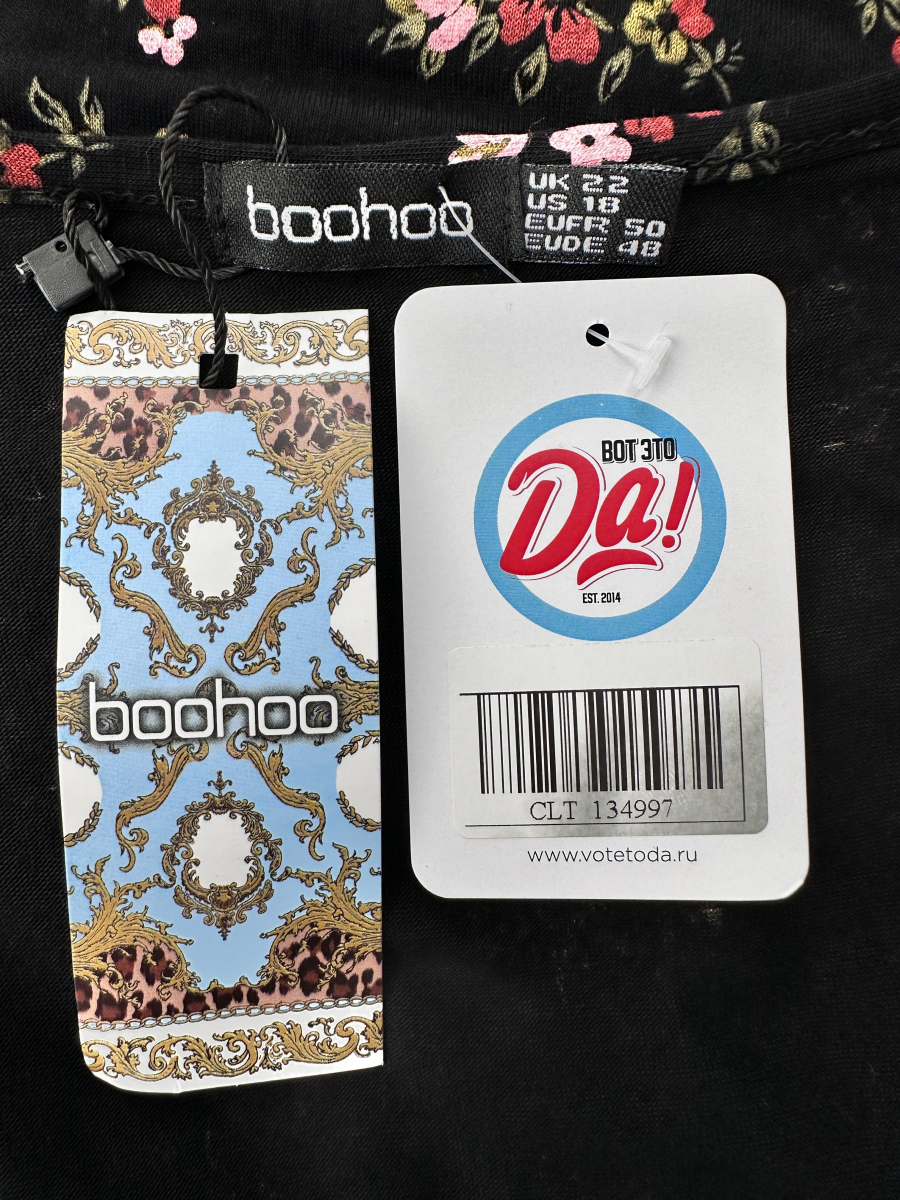 boohoo
UK 22
US 18
EUFR 50
EUDE 48
boohoo
ВОТ ЭТО
Da!
EST. 2014
CLT 134997
www.votetoda.ru